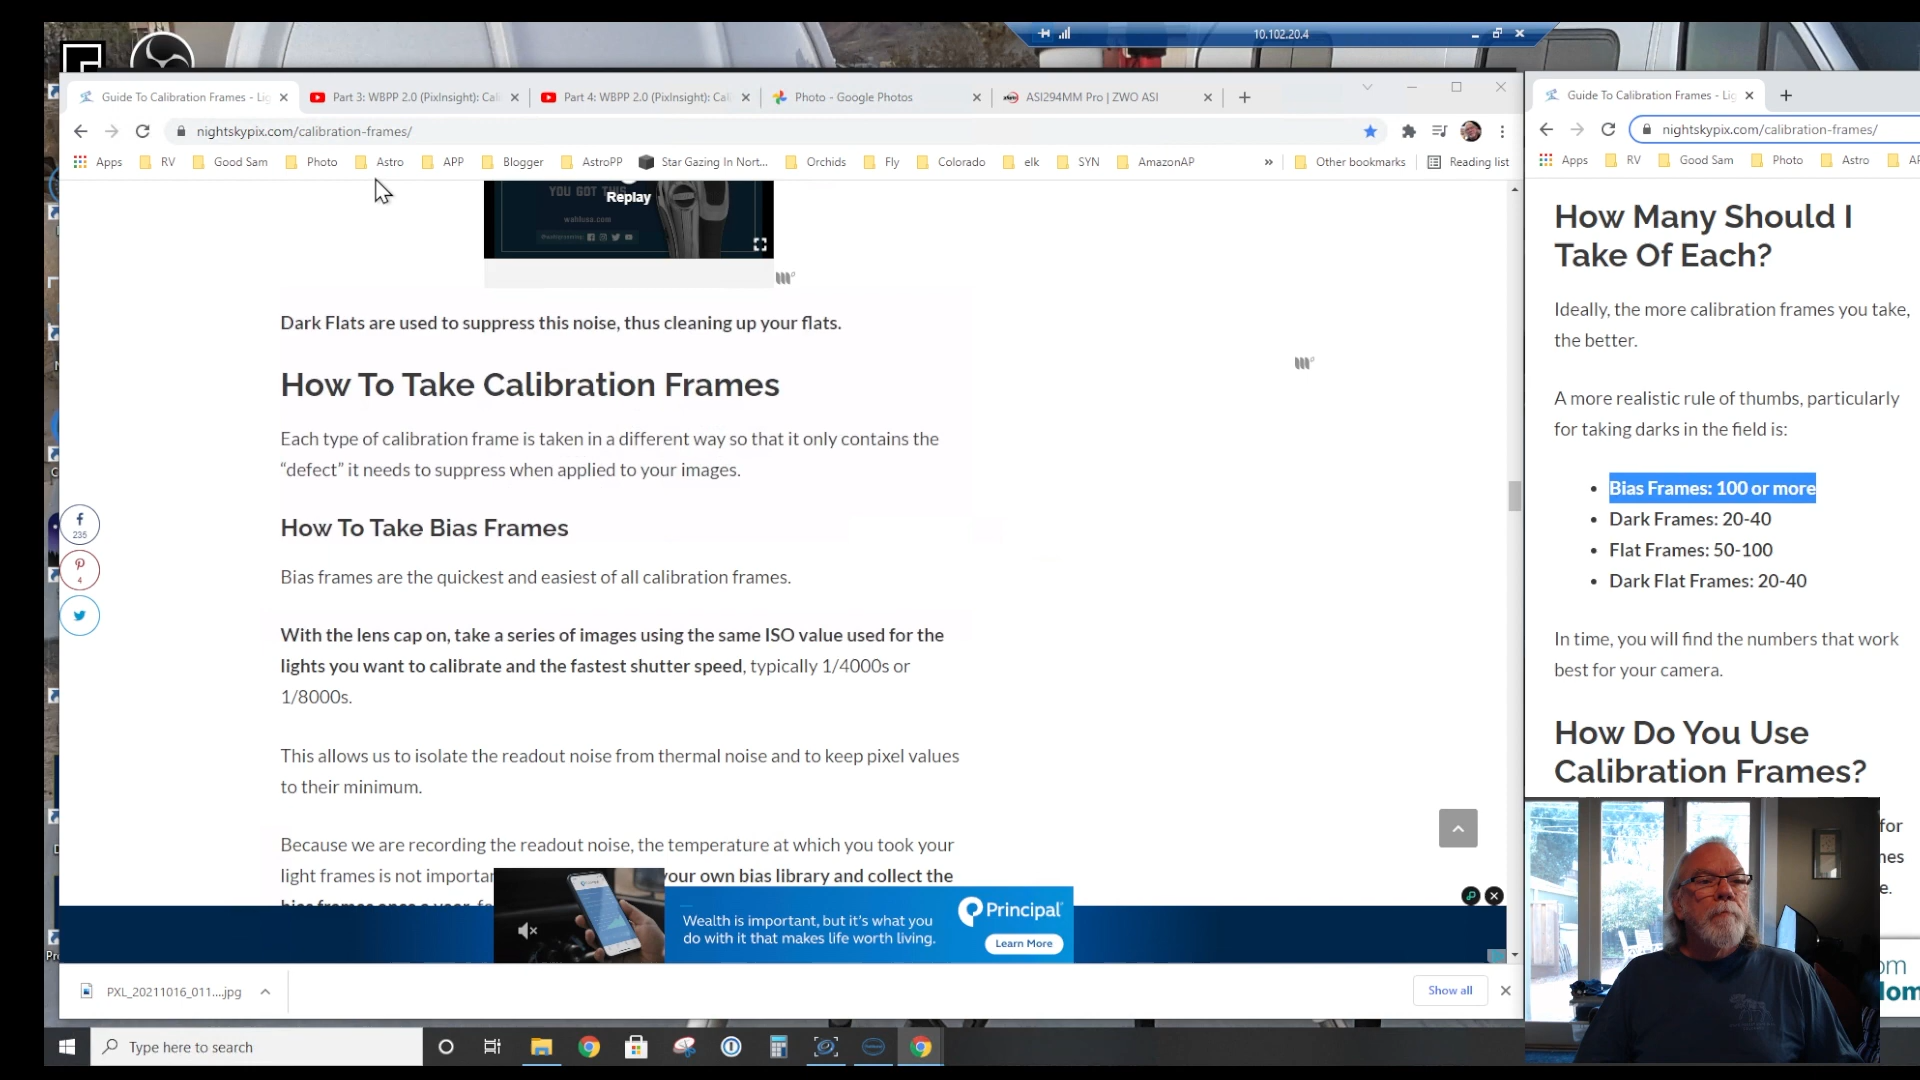 10.102.20.4
Guide To Calibration Frames - Lig
Part 3: WBPP 2.0 (PixInsight): Cal
Part 4: WBPP 2.0 (PixInsight): Cal
Photo - Google Photos
ASI294MM Pro | ZWO ASI
nightskypix.com/calibration-frames/
Apps RV Good Sam Photo Astro APP Blogger AstroPP Star Gazing In Nort... Orchids Fly Colorado elk SYN AmazonAP » Other bookmarks Reading list
YOU GOT THIS
Replay
wahlusa.com
Dark Flats are used to suppress this noise, thus cleaning up your flats.
How To Take Calibration Frames
Each type of calibration frame is taken in a different way so that it only contains the
“defect” it needs to suppress when applied to your images.
How To Take Bias Frames
Bias frames are the quickest and easiest of all calibration frames.
With the lens cap on, take a series of images using the same ISO value used for the
lights you want to calibrate and the fastest shutter speed, typically 1/4000s or
1/8000s.
This allows us to isolate the readout noise from thermal noise and to keep pixel values
to their minimum.
Because we are recording the readout noise, the temperature at which you took your
light frames is not importan
your own bias library and collect the
235
4
Wealth is important, but it's what you
do with it that makes life worth living.
Principal
Learn More
PXL_20211016_011....jpg
Show all
Type here to search
Guide To Calibration Frames - Lig
nightskypix.com/calibration-frames/
Apps RV Good Sam Photo Astro
How Many Should I
Take Of Each?
Ideally, the more calibration frames you take,
the better.
A more realistic rule of thumbs, particularly
for taking darks in the field is:
• Bias Frames: 100 or more
• Dark Frames: 20-40
• Flat Frames: 50-100
• Dark Flat Frames: 20-40
In time, you will find the numbers that work
best for your camera.
How Do You Use
Calibration Frames?
for
e.